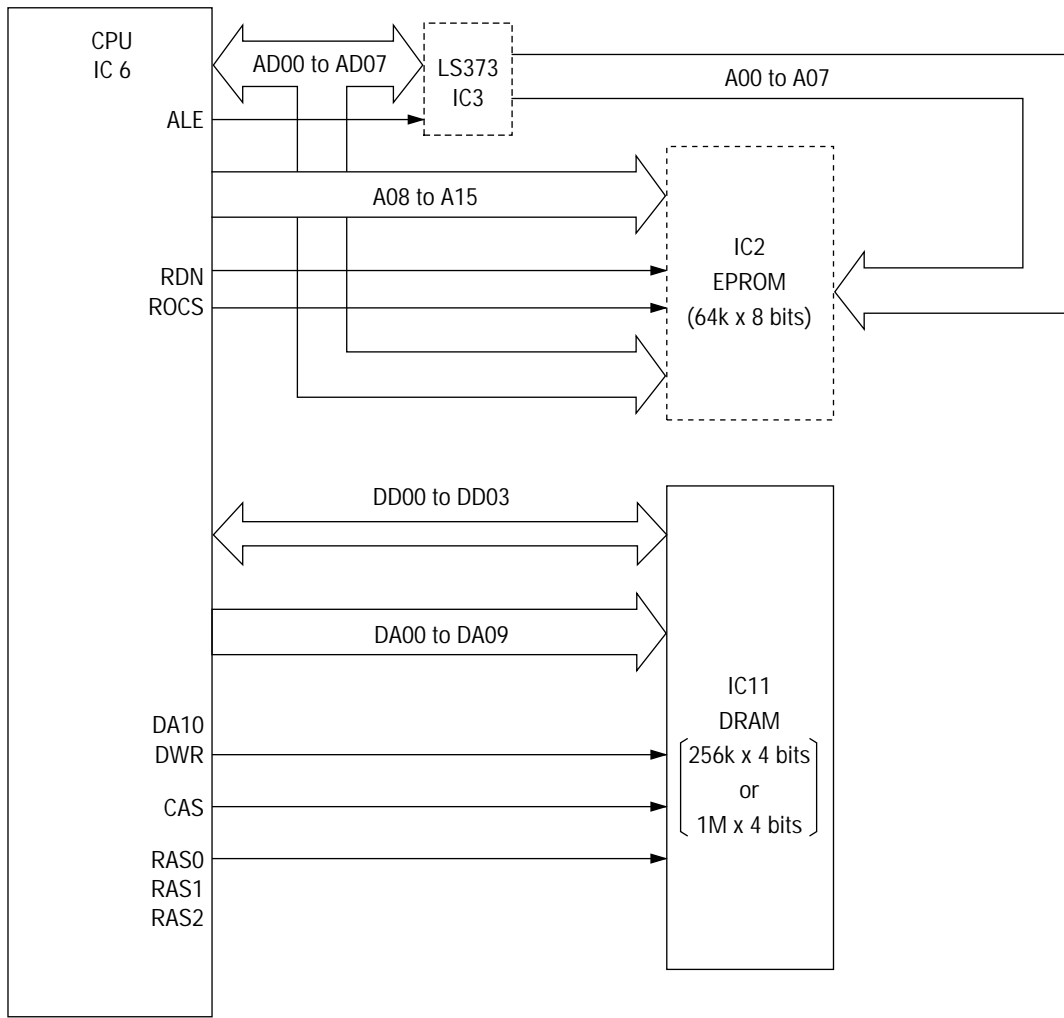 CPU
IC 6
AD00 to AD07
LS373
IC3
A00 to A07
ALE
A08 to A15
RDN
ROCS
IC2
EPROM
(64k x 8 bits)
DD00 to DD03
DA00 to DA09
DA10
DWR
CAS
RAS0
RAS1
RAS2
IC11
DRAM
256k x 4 bits
or
1M x 4 bits